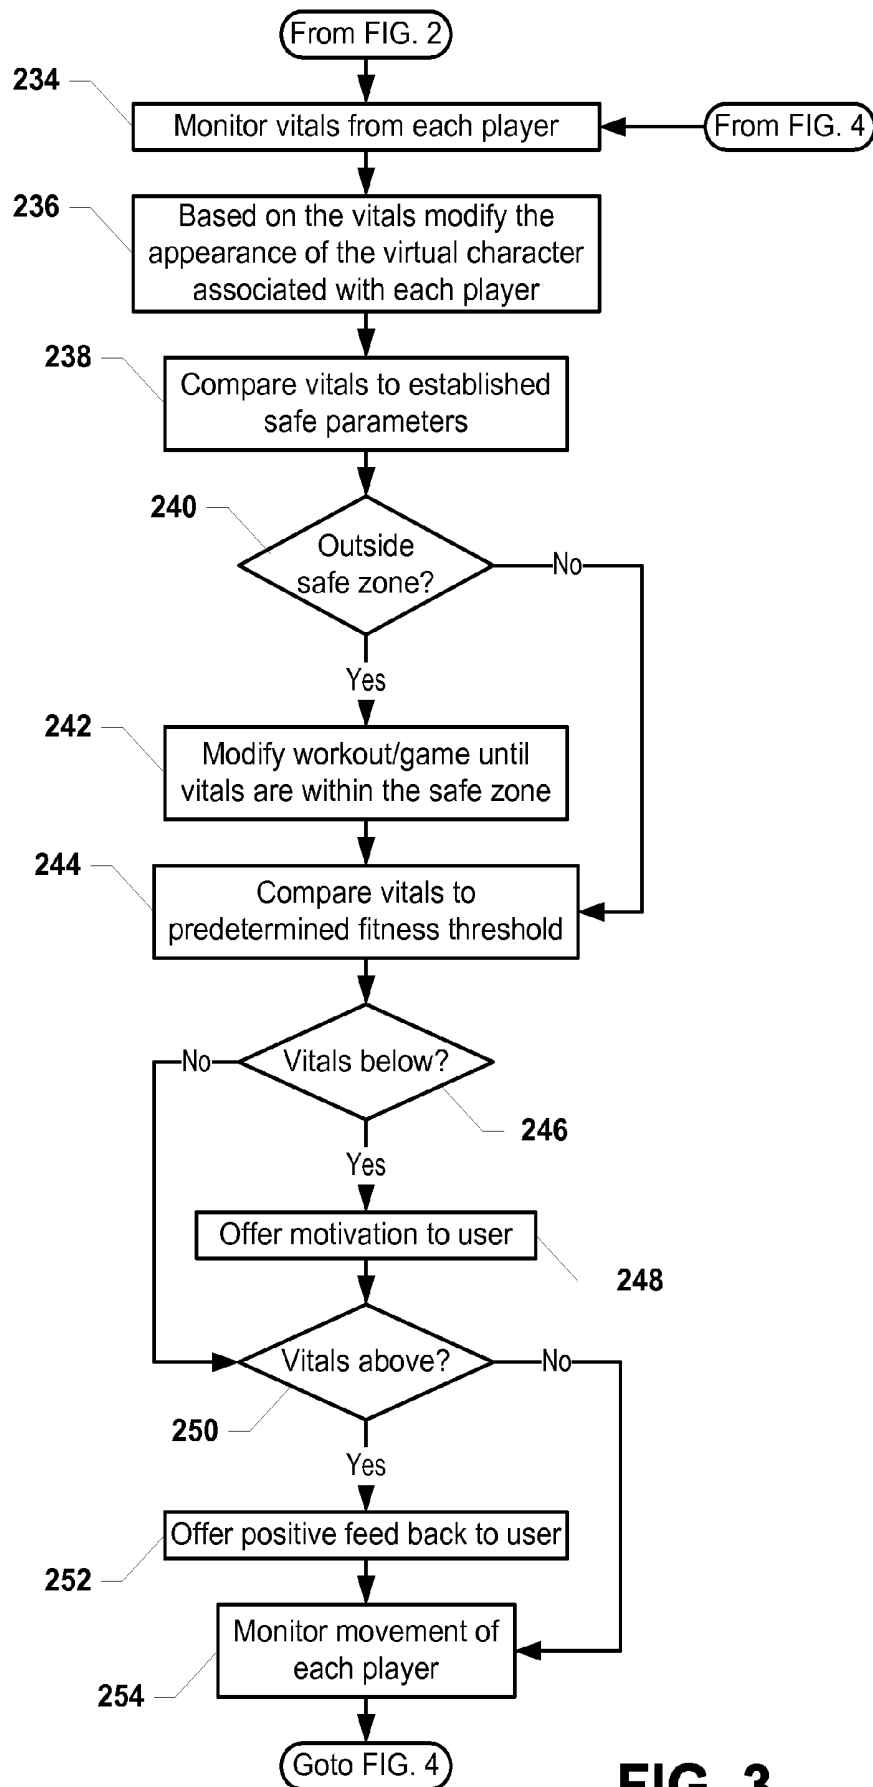 From FIG. 2
234
Monitor vitals from each player
From FIG. 4
236
Based on the vitals modify the
appearance of the virtual character
associated with each player
238
Compare vitals to established
safe parameters
240
Outside
safe zone?
No
Yes
242
Modify workout/game until
vitals are within the safe zone
244
Compare vitals to
predetermined fitness threshold
No
Vitals below?
246
Yes
Offer motivation to user
248
Vitals above?
No
250
Yes
Offer positive feed back to user
252
Monitor movement of
each player
254
Goto FIG. 4
FIG. 3